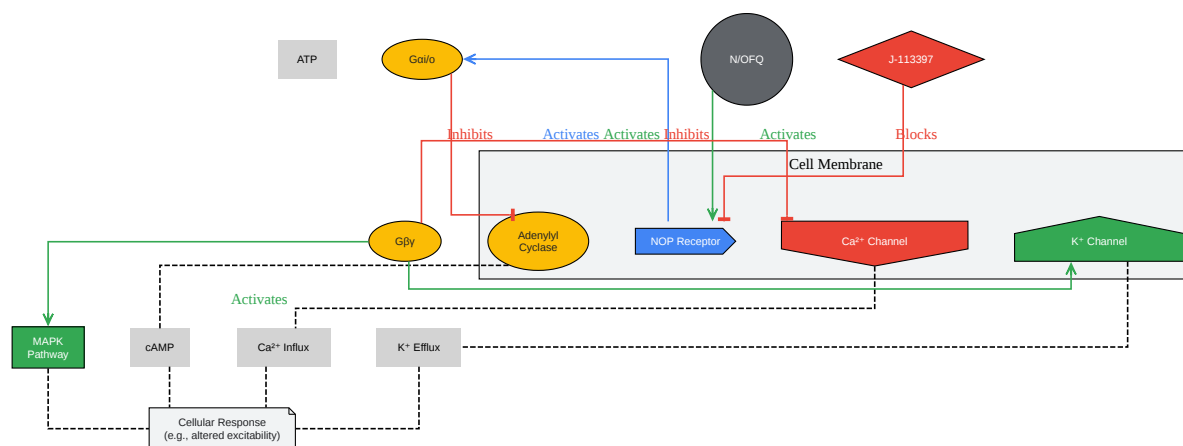 ATP
Gαi/o
N/OFQ
J-113397
Inhibits
Activates
Activates
Inhibits
Activates
Blocks
Cell Membrane
Gβγ
Adenylyl
Cyclase
NOP Receptor
Ca²⁺ Channel
K⁺ Channel
Activates
MAPK
Pathway
cAMP
Ca²⁺ Influx
K⁺ Efflux
Cellular Response
(e.g., altered excitability)